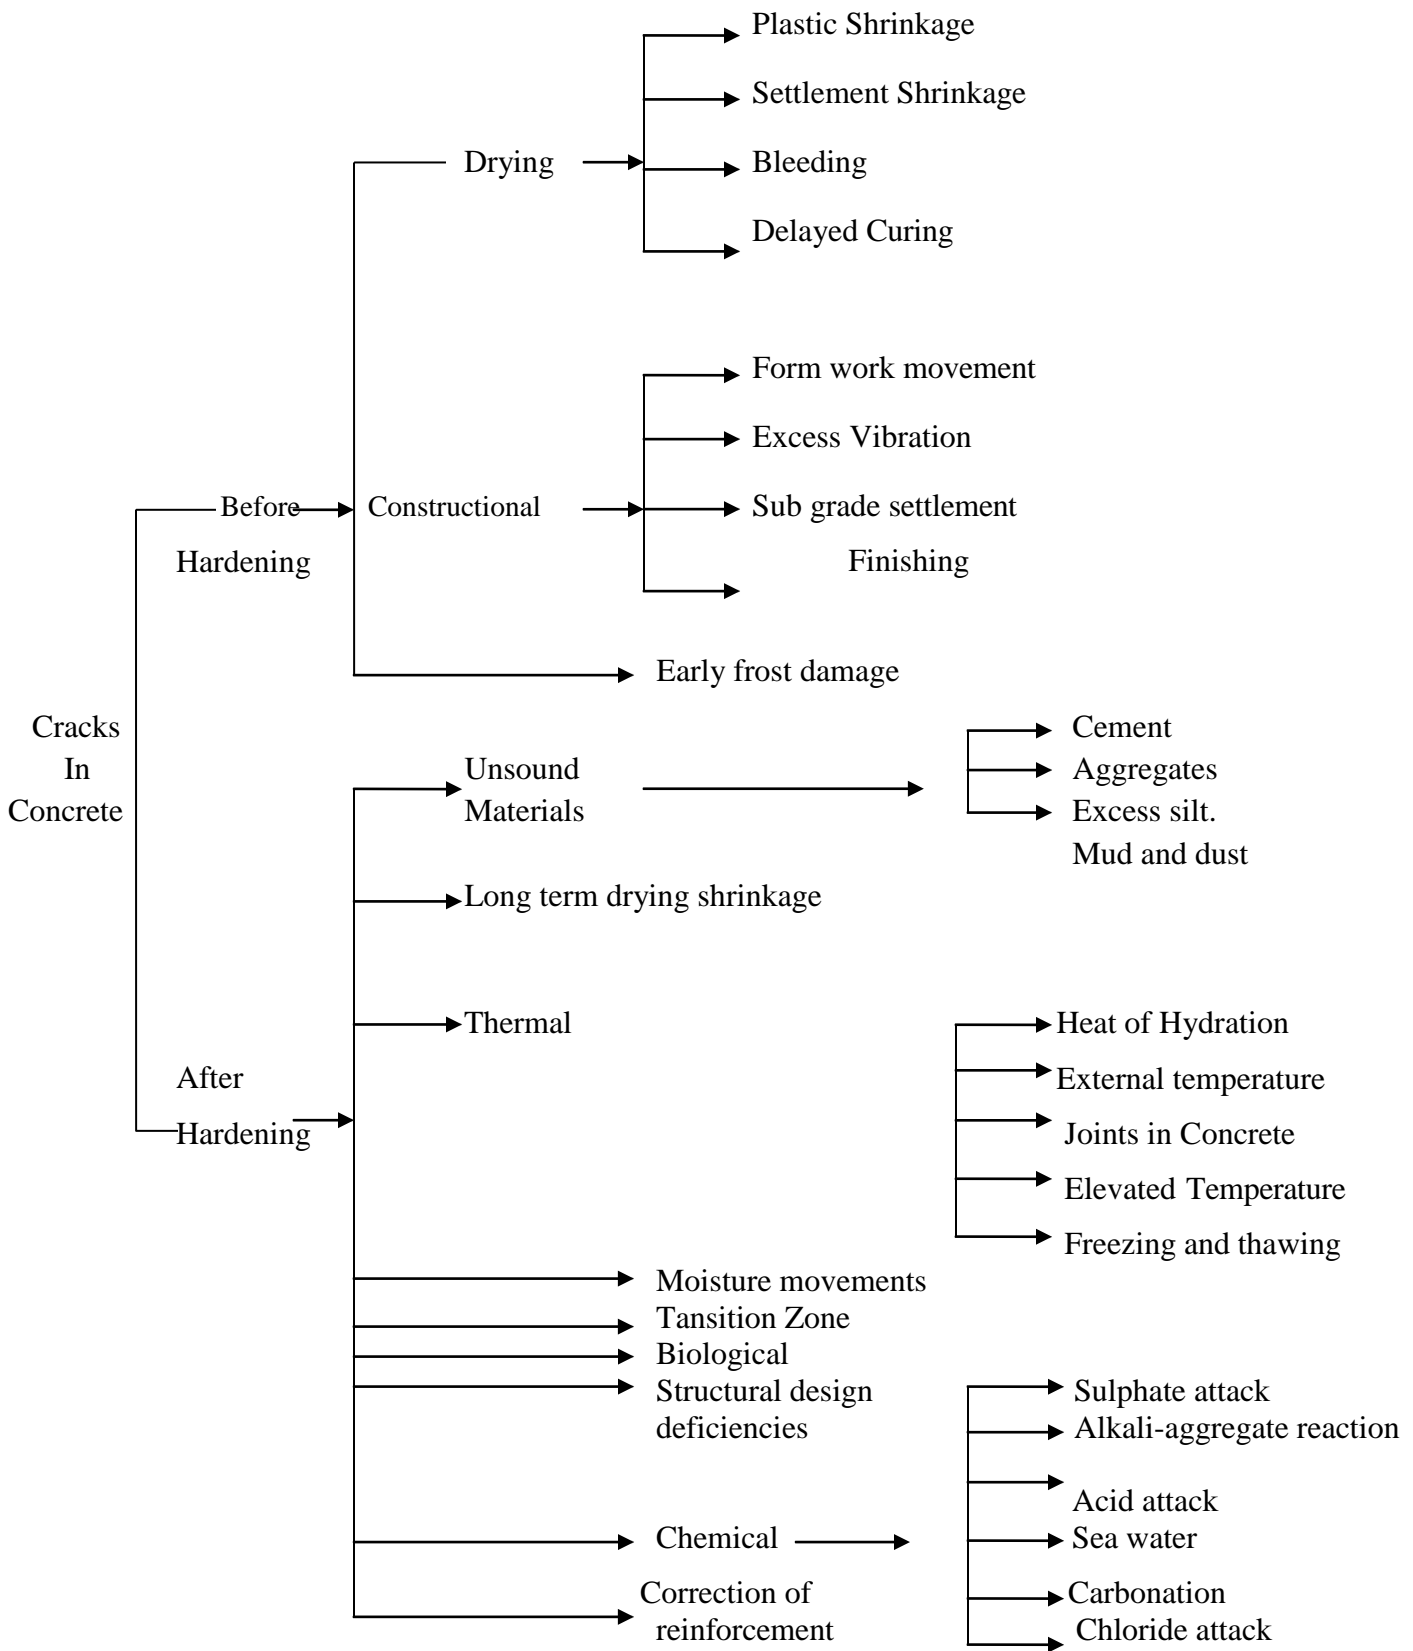 Plastic Shrinkage
Settlement Shrinkage
Drying
Bleeding
Delayed Curing
Form work movement
Excess Vibration
Before
Hardening
Constructional
Sub grade settlement
Finishing
Early frost damage
Cracks
In
Concrete
Unsound
Materials
Cement
Aggregates
Excess silt.
Mud and dust
Long term drying shrinkage
Thermal
Heat of Hydration
External temperature
After
Hardening
Joints in Concrete
Elevated Temperature
Freezing and thawing
Moisture movements
Tansition Zone
Biological
Structural design
deficiencies
Sulphate attack
Alkali-aggregate reaction
Acid attack
Chemical
Sea water
Correction of
reinforcement
Carbonation
Chloride attack